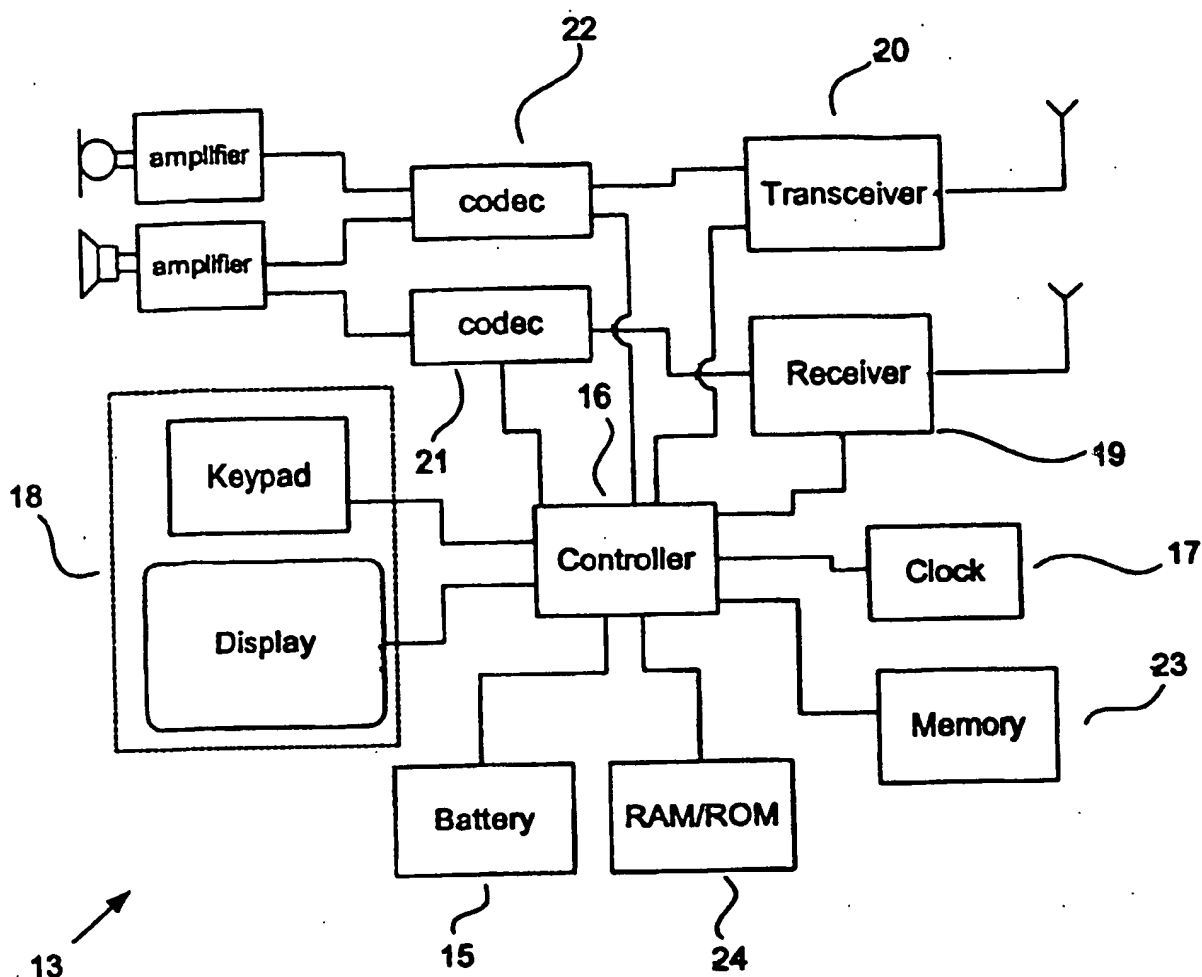 22
20
amplifier
codec
Transceiver
amplifier
codec
Receiver
16
21
19
Keypad
18
Controller
Clock
17
Display
23
Memory
Battery
RAM/ROM
15
24
13